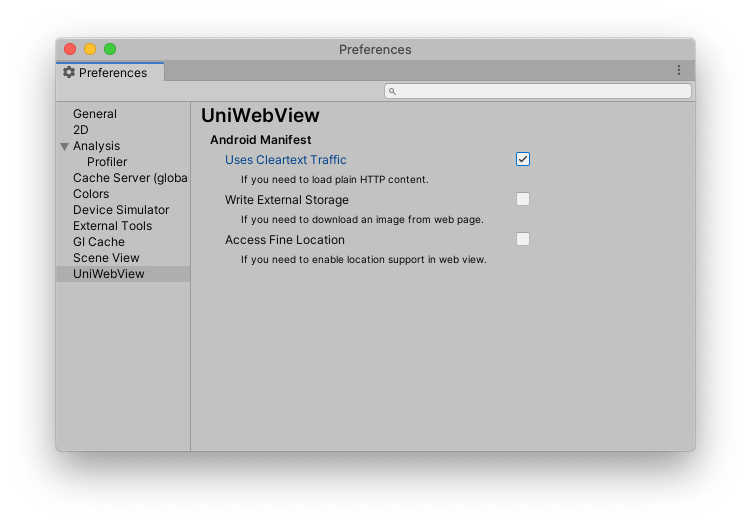 Preferences
Preferences
General
2D
Analysis
Profiler
Cache Server (globa
Colors
Device Simulator
External Tools
GI Cache
Scene View
UniWebView
UniWebView
Android Manifest
Uses Cleartext Traffic
If you need to load plain HTTP content.
Write External Storage
If you need to download an image from web page.
Access Fine Location
If you need to enable location support in web view.